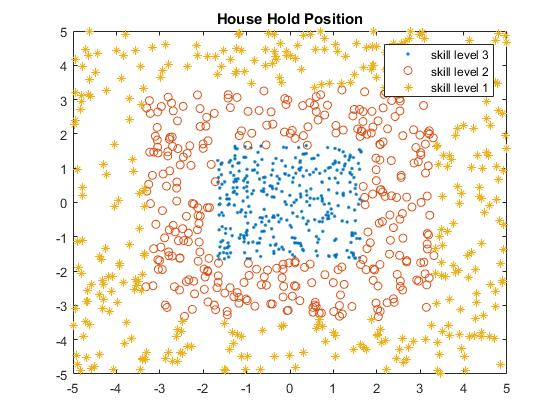 House Hold Position
5
4
3
2
1
0
-1
-2
-3
-4
-5
skill level 3
skill level 2
skill level 1
-5 -4 -3 -2 -1 0 1 2 3 4 5